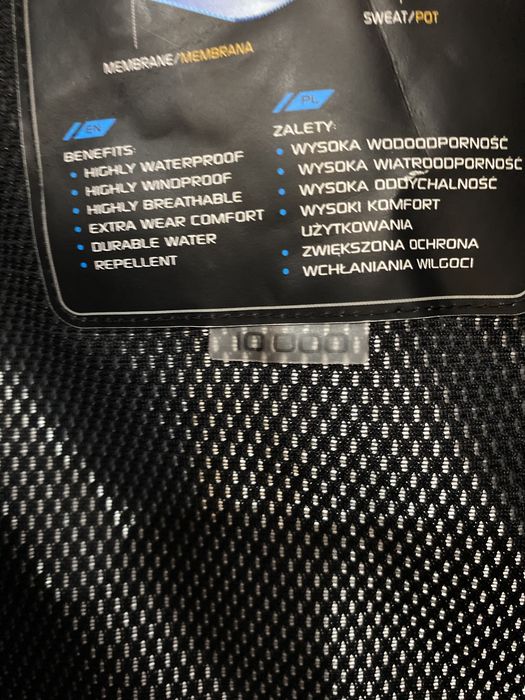 SWEAT/POT
MEMBRANE/MEMBRANA
EN
BENEFITS:
• HIGHLY WATERPROOF
• HIGHLY WINDPROOF
• HIGHLY BREATHABLE
• EXTRA WEAR COMFORT
• DURABLE WATER
• REPELLENT
PL
ZALETY:
• WYSOKA WODOODPORNOŚĆ
• WYSOKA WIATROODPORNOŚĆ
• WYSOKA ODDYCHALNOŚĆ
• WYSOKI KOMFORT
UŻYTKOWANIA
• ZWIĘKSZONA OCHRONA
• WCHŁANIANIA WILGOCI
10 000